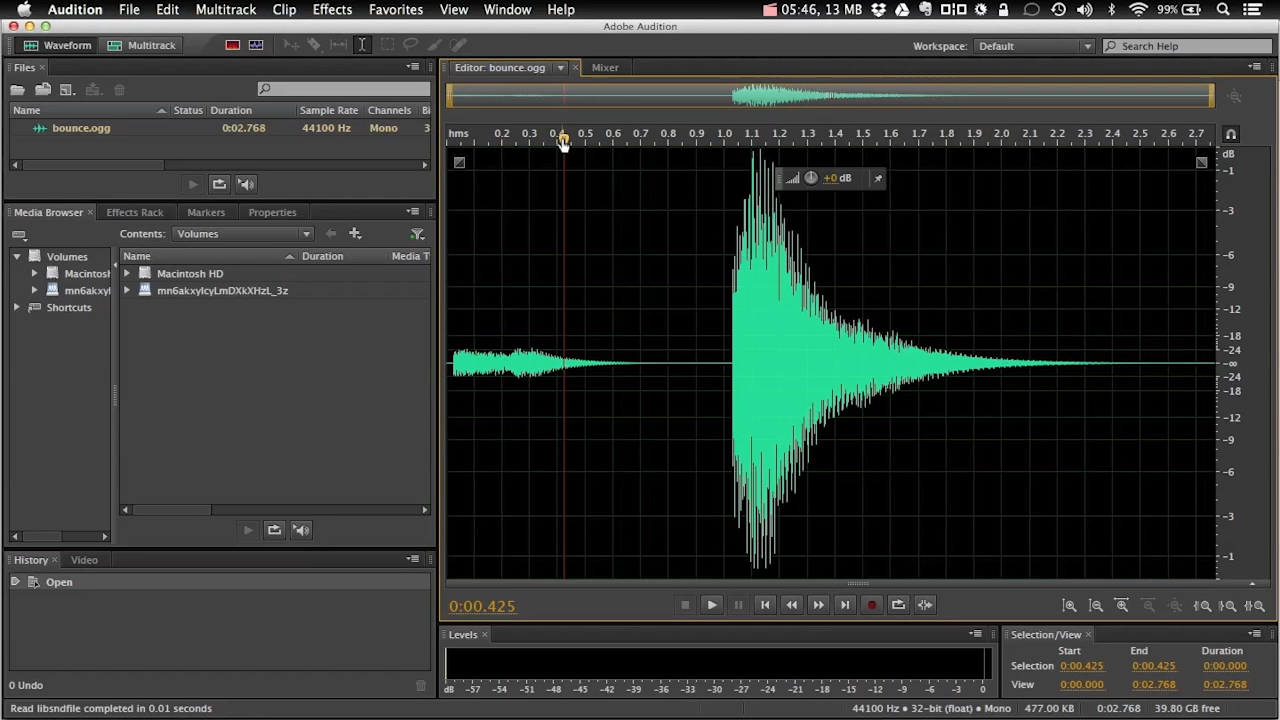 Audition File Edit Multitrack Clip Effects Favorites View Window Help 05:46, 13 MB 99%
Adobe Audition
Waveform Multitrack Workspace: Default Search Help
Files
Name Status Duration Sample Rate Channels Bi
bounce.ogg 0:02.768 44100 Hz Mono 3
Media Browser Effects Rack Markers Properties
Contents: Volumes
Volumes
Macintosh
mn6akxyl
Shortcuts
Name Duration Media T
Macintosh HD
mn6akxylcyLmDXkXHzL_3z
History Video
Open
0 Undo
Read libsndfile completed in 0.01 seconds
Editor: bounce.ogg Mixer
hms 0.2 0.3 0.4 0.5 0.6 0.7 0.8 0.9 1.0 1.1 1.2 1.3 1.4 1.5 1.6 1.7 1.8 1.9 2.0 2.1 2.2 2.3 2.4 2.5 2.6 2.7
+0 dB
dB
-1
-3
-6
-9
-12
-18
-24
-∞
-24
-18
-12
-9
-6
-3
-1
0:00.425
Levels
dB -57 -54 -51 -48 -45 -42 -39 -36 -33 -30 -27 -24 -21 -18 -15 -12 -9 -6 -3 0
Selection/View
Start End Duration
Selection 0:00.425 0:00.425 0:00.000
View 0:00.000 0:02.768 0:02.768
44100 Hz • 32-bit (float) • Mono 477.00 KB 0:02.768 39.80 GB free